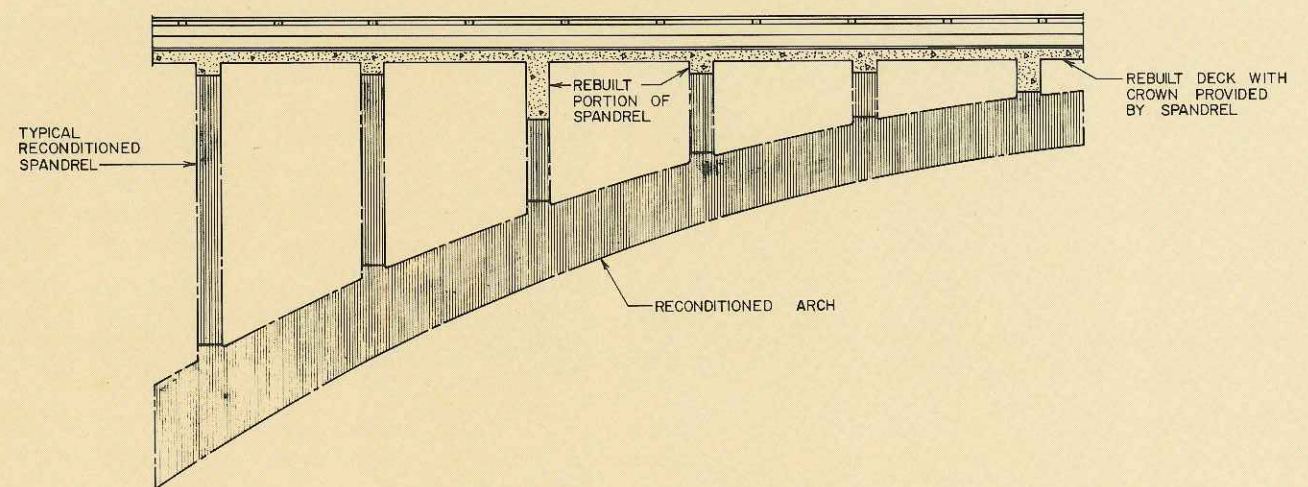 TYPICAL
RECONDITIONED
SPANDREL
REBUILT
PORTION OF
SPANDREL
REBUILT DECK WITH
CROWN PROVIDED
BY SPANDREL
RECONDITIONED ARCH